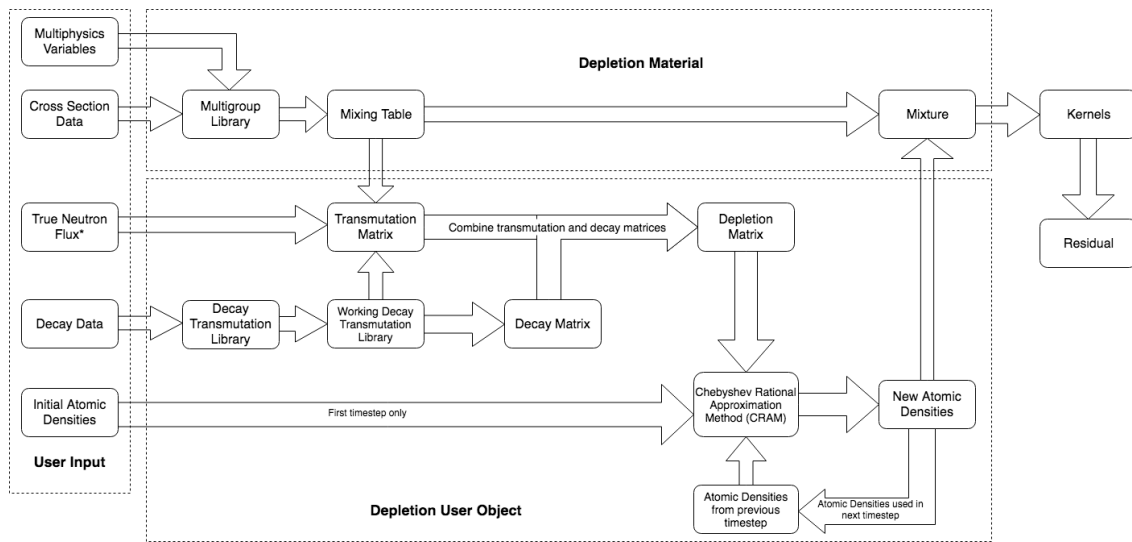 Multiphysics
Variables
Depletion Material
Cross Section
Data
Multigroup
Library
Mixing Table
Mixture
Kernels
True Neutron
Flux*
Transmutation
Matrix
Combine transmutation and decay matrices
Depletion
Matrix
Residual
Decay Data
Decay
Transmutation
Library
Working Decay
Transmutation
Library
Decay Matrix
Initial Atomic
Densities
First timestep only
Chebyshev Rational
Approximation
Method (CRAM)
New Atomic
Densities
User Input
Depletion User Object
Atomic Densities
from previous
timestep
Atomic Densities used in
next timestep